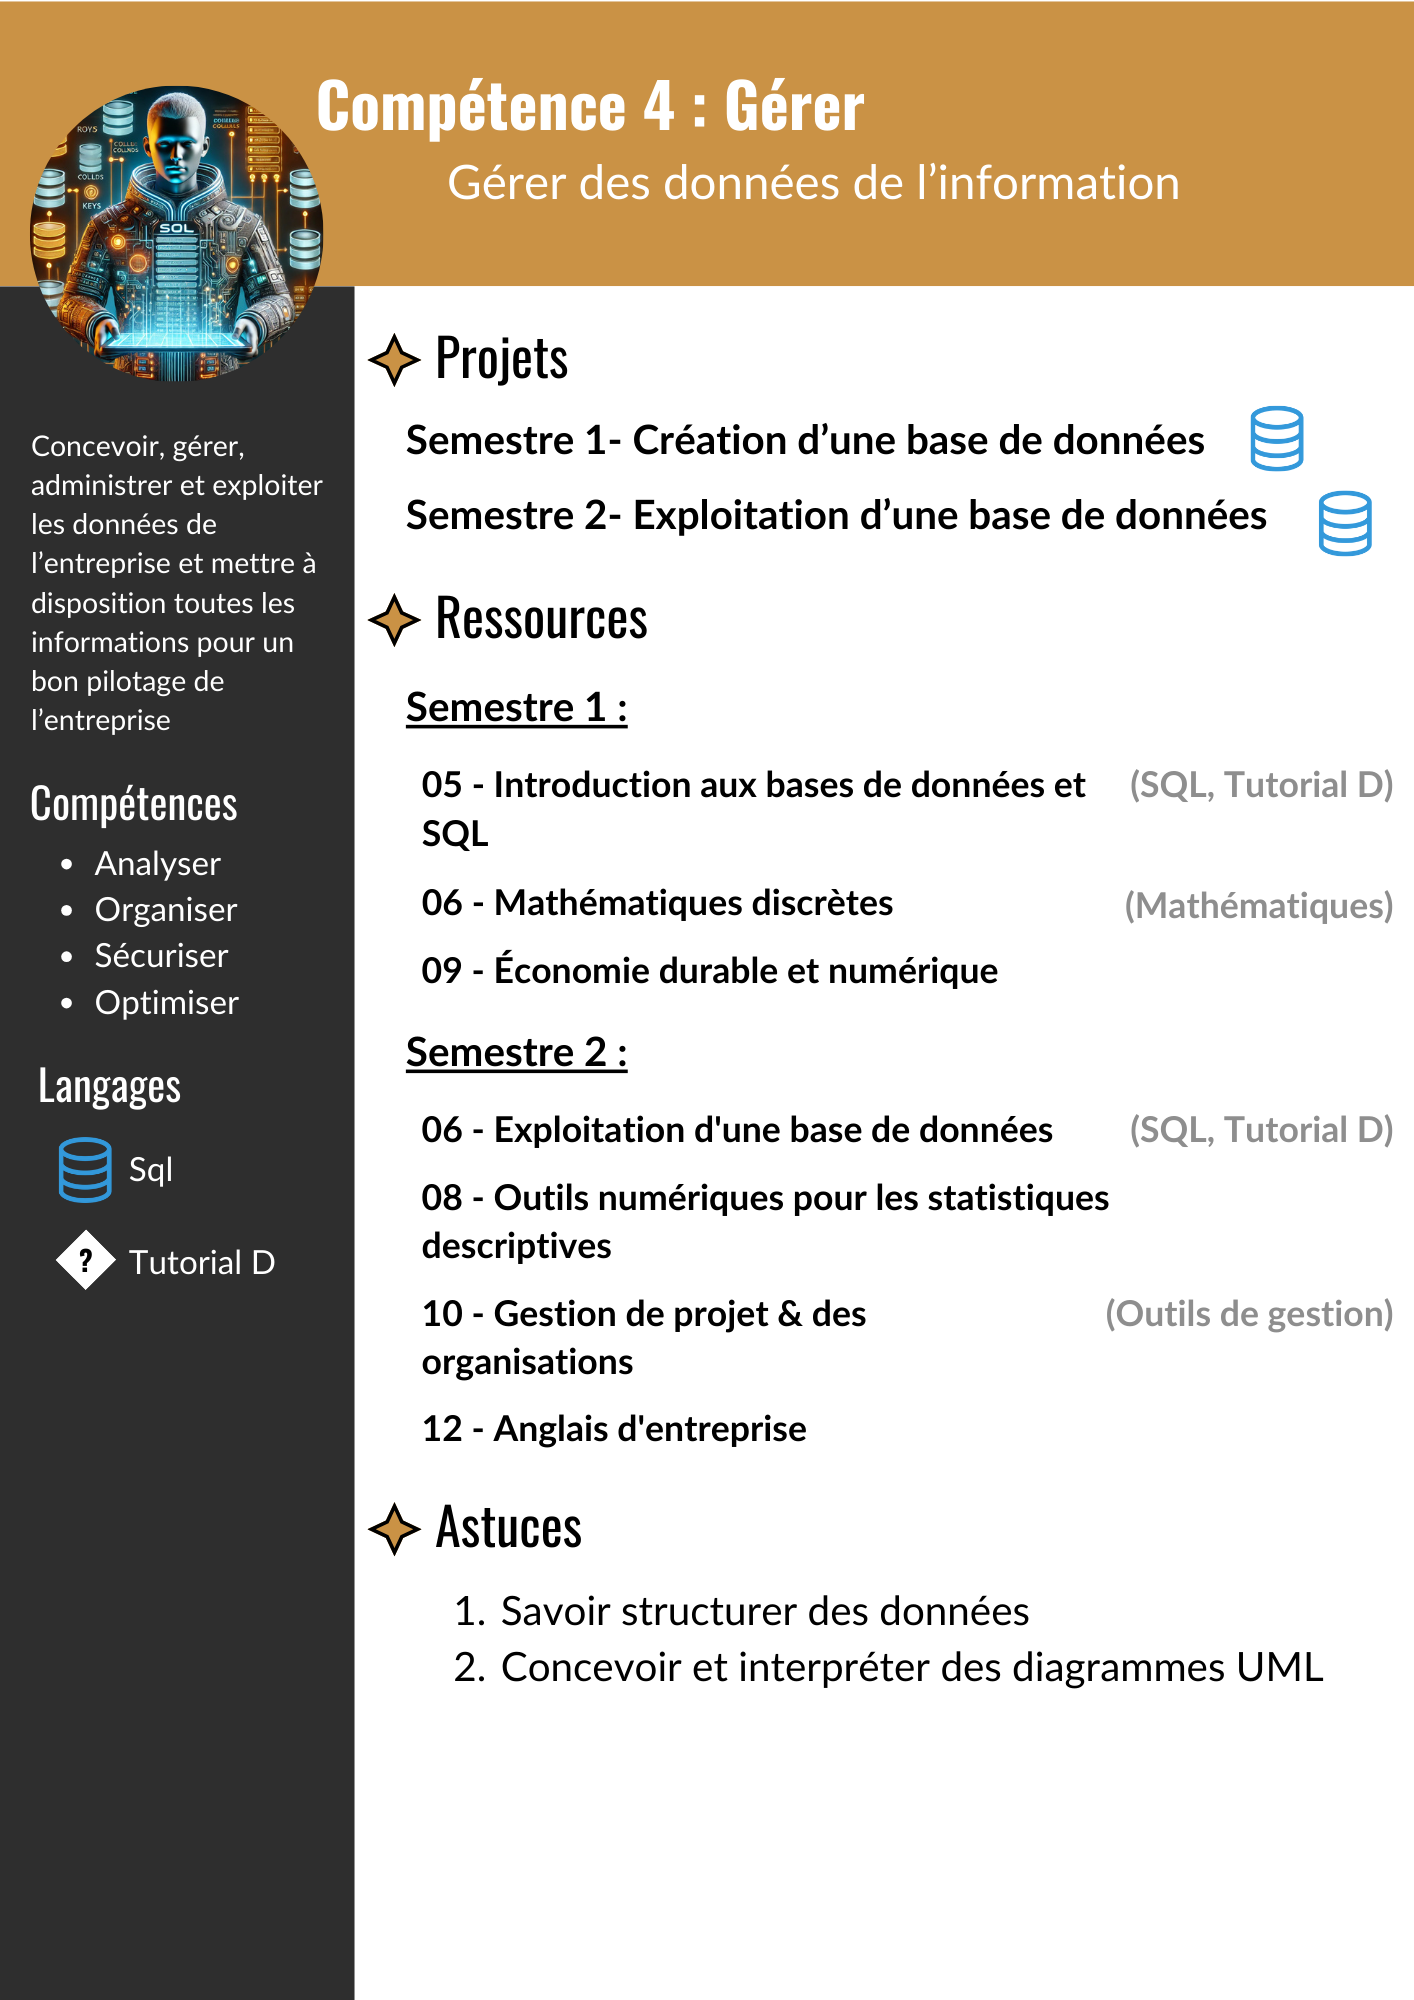 Compétence 4 : Gérer
Gérer des données de l’information
ROYS
COLLDS
KEYS
SQL
Concevoir, gérer,
administrer et exploiter
les données de
l’entreprise et mettre à
disposition toutes les
informations pour un
bon pilotage de
l’entreprise
Compétences
• Analyser
• Organiser
• Sécuriser
• Optimiser
Langages
Sql
? Tutorial D
Projets
Semestre 1- Création d’une base de données
Semestre 2- Exploitation d’une base de données
Ressources
Semestre 1 :
05 - Introduction aux bases de données et (SQL, Tutorial D)
SQL
06 - Mathématiques discrètes (Mathématiques)
09 - Économie durable et numérique
Semestre 2 :
06 - Exploitation d'une base de données (SQL, Tutorial D)
08 - Outils numériques pour les statistiques
descriptives
10 - Gestion de projet & des (Outils de gestion)
organisations
12 - Anglais d'entreprise
Astuces
1. Savoir structurer des données
2. Concevoir et interpréter des diagrammes UML